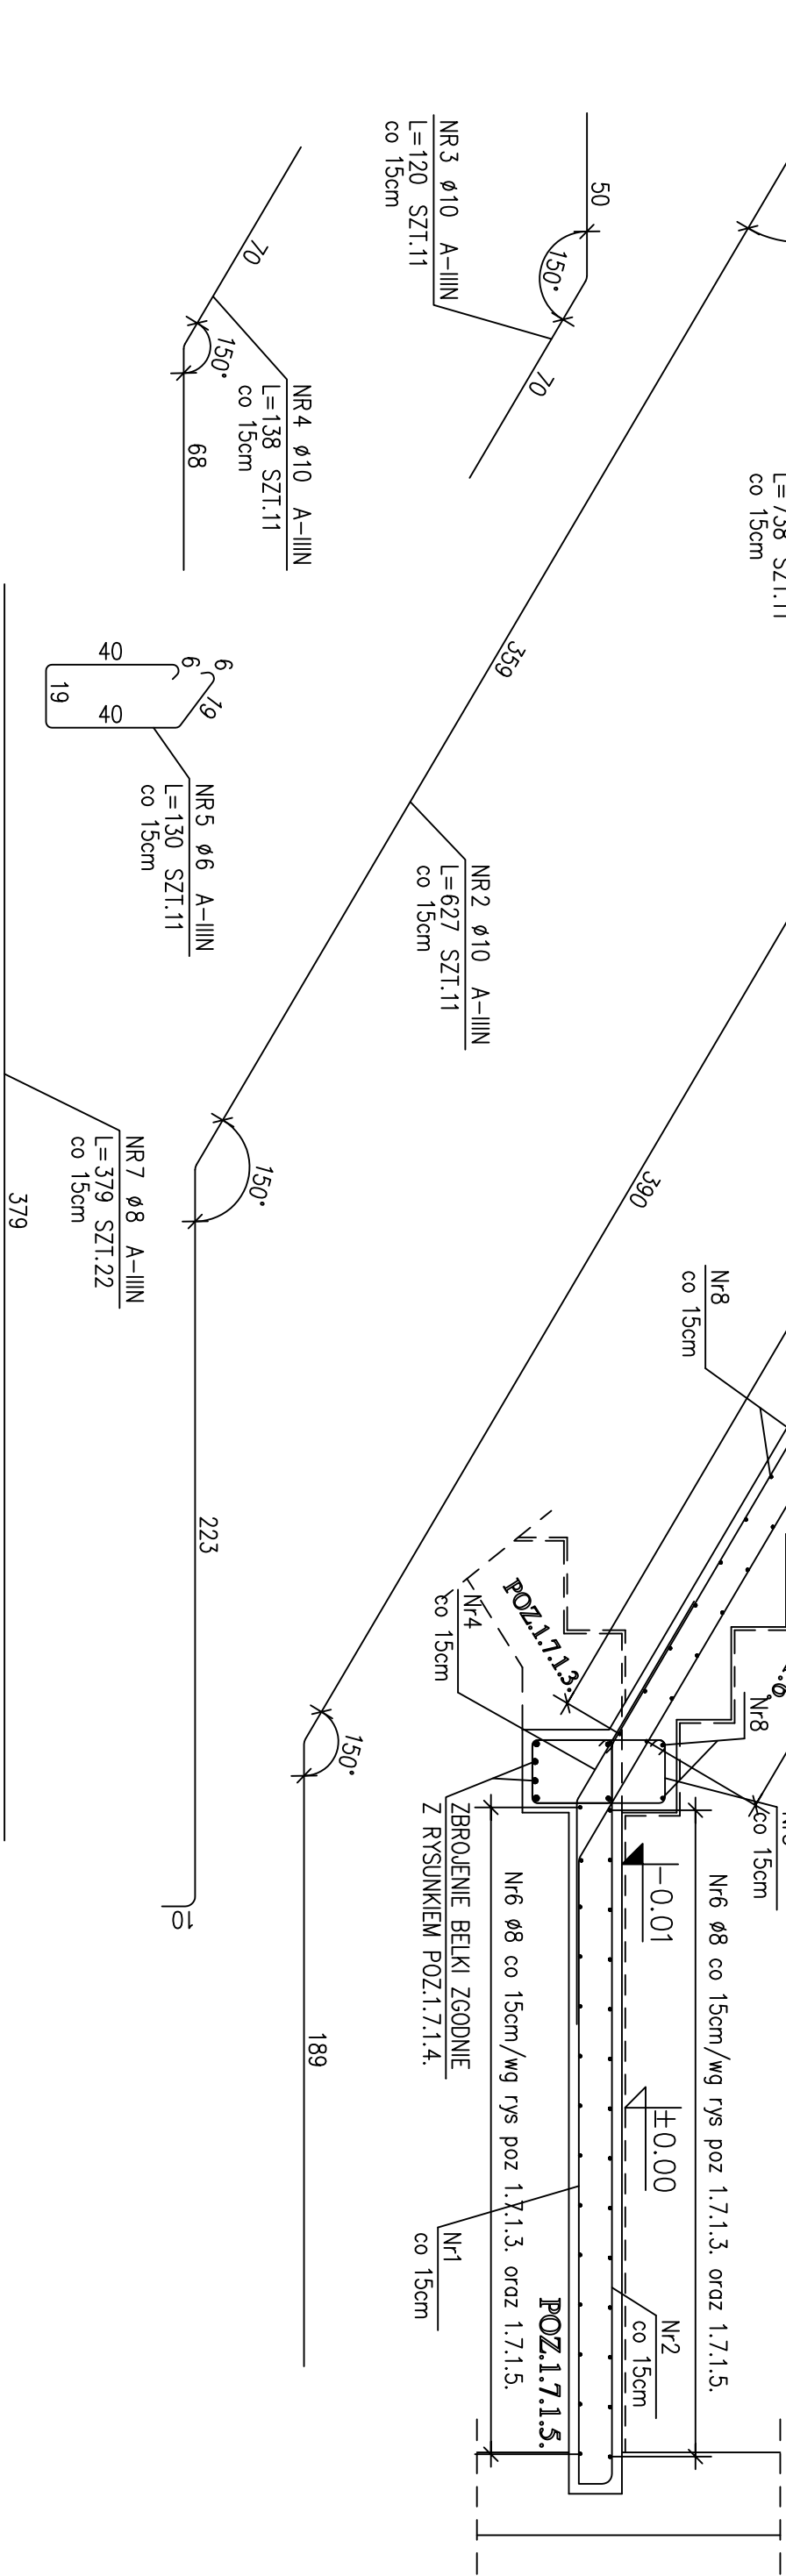 50
150°
70
NR3 ø10 A-IIIN
L=120 SZT.11
co 15cm
70
150°
68
NR4 ø10 A-IIIN
L=138 SZT.11
co 15cm
L=738 SZT.11
co 15cm
359
40
6
6
19
19
40
NR5 ø6 A-IIIN
L=130 SZT.11
co 15cm
NR2 ø10 A-IIIN
L=627 SZT.11
co 15cm
150°
223
10
NR7 ø8 A-IIIN
L=379 SZT.22
co 15cm
379
390
150°
189
Nr8
co 15cm
POZ.1.7.1.3.
Nr4
co 15cm
Nr8
co 15cm
ZBROJENIE BELKI ZGODNIE
Z RYSUNKIEM POZ.1.7.1.4.
-0.01
±0.00
Nr6 ø8 co 15cm/wg rys poz 1.7.1.3. oraz 1.7.1.5.
Nr6 ø8 co 15cm/wg rys poz 1.7.1.3. oraz 1.7.1.5.
Nr1
co 15cm
Nr2
co 15cm
POZ.1.7.1.5.